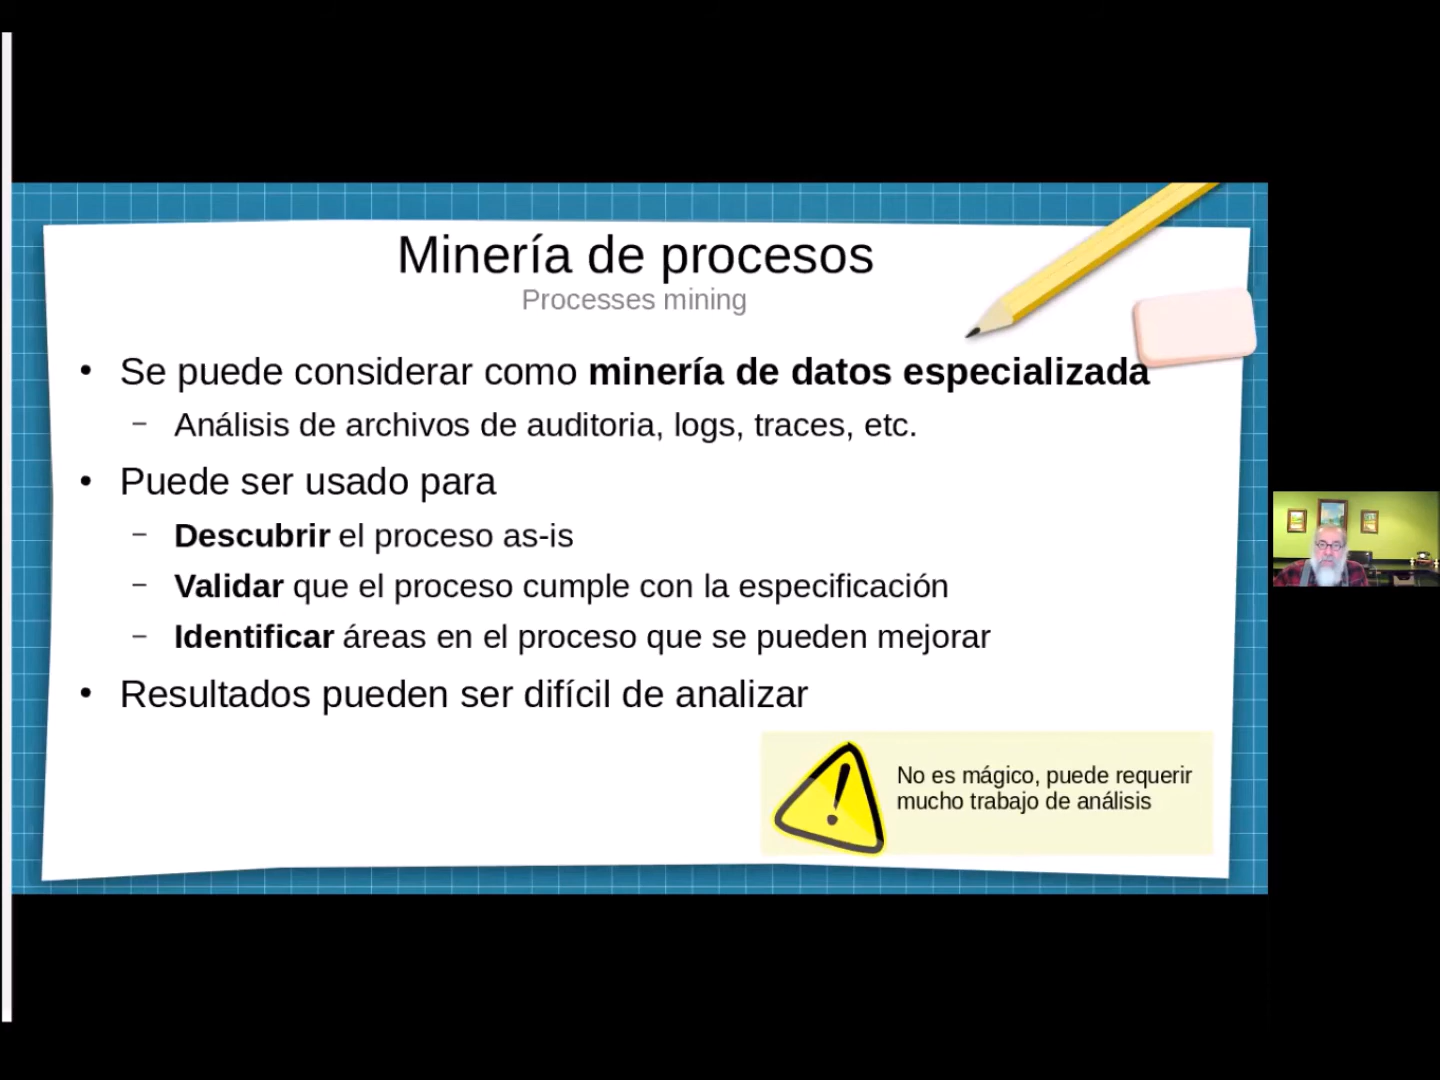 Minería de procesos
Processes mining
• Se puede considerar como minería de datos especializada
– Análisis de archivos de auditoria, logs, traces, etc.
• Puede ser usado para
– Descubrir el proceso as-is
– Validar que el proceso cumple con la especificación
– Identificar áreas en el proceso que se pueden mejorar
• Resultados pueden ser difícil de analizar
No es mágico, puede requerir
mucho trabajo de análisis